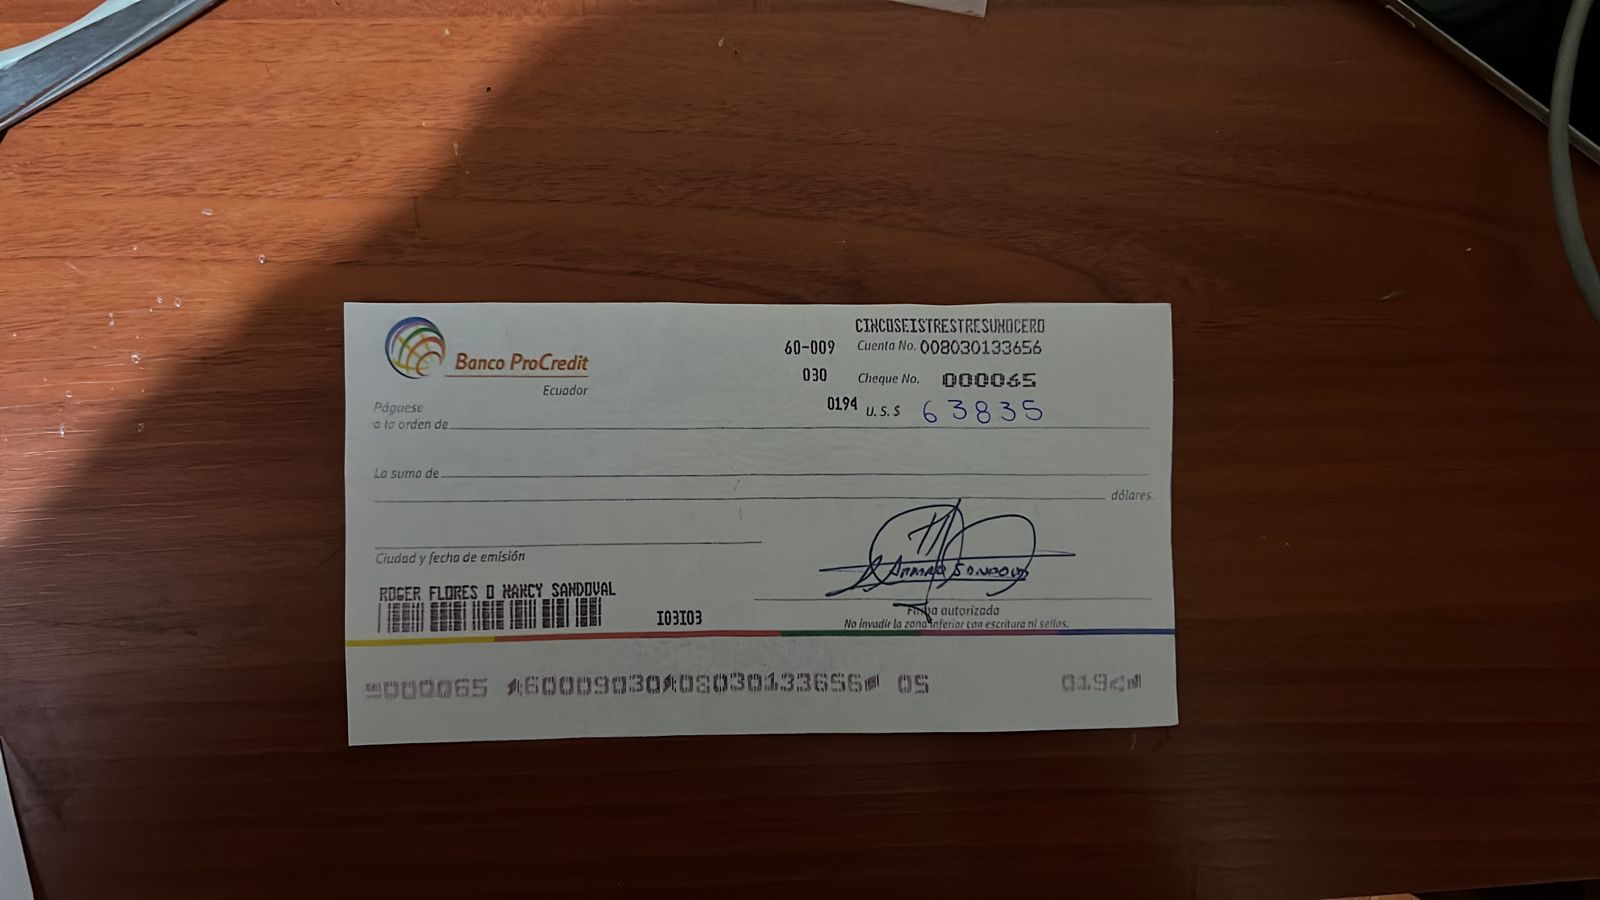 Banco ProCredit
Ecuador
CINCOSEISTRESTRESUNOCERO
60-009 Cuenta No. 008030133656
030 Cheque No. 000065
0194 U.S.$ 63835
Páguese
a la orden de
La suma de
dólares
Ciudad y fecha de emisión
ROGER FLORES O NANCY SANDOVAL
I03I03
Firma autorizada
No invadir la zona inferior con escritura ni sellos.
000065 60009030 08030133656 05 0194